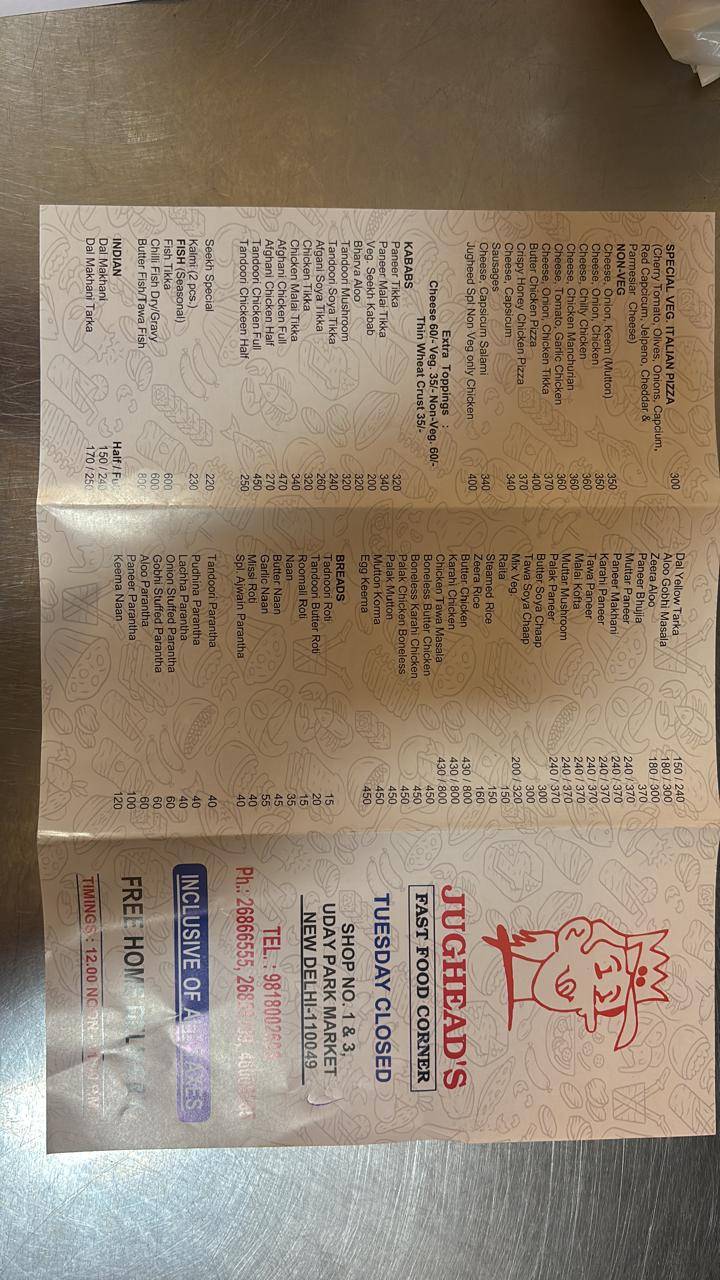 SPECIAL VEG. ITALIAN PIZZA 300
(Cherry Tomato, Olives, Onions, Capcium,
Red Capcicum, Jelpeno, Cheddar &
Parmesian Cheese)
NON-VEG
Cheese, Onion, Keem (Mutton) 350
Cheese, Onion, Chicken 350
Cheese, Chilly Chicken 360
Cheese, Chicken Manchurian 360
Cheese, Tomato, Garlic Chicken 360
Cheese, Onion, Chicken Tikka 370
Butter Chicken Pizza 400
Crispy Honey Chicken Pizza 370
Cheese, Capsicum, 340
Sausages
Cheese Capsicum Salami 340
Jugheed Spl Non Veg only Chicken 400
Extra Toppings :
Cheese 60/- Veg. 35/- Non-Veg. 60/-
Thin Wheat Crust 35/-
KABABS
Paneer Tikka 320
Paneer Malai Tikka 340
Veg. Seekh Kabab 200
Bhanya Aloo 320
Tandoori Mushroom 320
Tandoori Soya Tikka 240
Afgani Soya Tikka 260
Chicken Tikka 320
Chicken Malai Tikka 340
Afghani Chicken Full 470
Afghani Chicken Half 270
Tandoori Chicken Full 450
Tandoori Chickeen Half 250
Seekh Special 220
Kalmi (2 pcs.) 230
FISH (Seasonal)
Fish Tikka 600
Chilli Fish Dry/Gravy 600
Butter Fish/Tawa Fish 800
INDIAN Half / Full
Dal Makhani 150 / 240
Dal Makhani Tarka 170 / 250
Dal Yellow Tarka 150 / 240
Aloo Gobhi Masala 180 / 300
Zeera Aloo 180 / 300
Paneer Bhujia 370
Muttar Paneer 240 / 370
Paneer Makhani 240 / 370
Karahi Paneer 240 / 370
Tawa Paneer 240 / 370
Malai Kofta 240 / 370
Muttar Mushroom 240 / 370
Palak Paneer 240 / 370
Butter Soya Chaap 300
Tawa Soya Chaap 300
Mix Veg. 200 / 320
Raita 150
Steamed Rice 150
Zeera Rice 160
Butter Chicken 430 / 800
Karahi Chicken 430 / 800
Chicken Tawa Masala 430 / 800
Boneless Butter Chicken 450
Boneless Karahi Chicken 450
Palak Chicken Boneless 450
Palak Mutton 450
Mutton Korma 450
Egg Keema 450
BREADS
Tadnoori Roti 15
Tandoori Butter Roti 20
Roomali Roti 15
Naan 35
Butter Naan 45
Garlic Naan 55
Missi Roti 40
Spl. Ajwain Parantha 40
Tandoori Parantha 40
Pudhina Parantha 40
Lachha Parantha 40
Onion Stuffed Parantha 60
Gobhi Stuffed Parantha 60
Aloo Parantha 60
Paneer Parantha 100
Keema Naan 120
JUGHEAD'S
FAST FOOD CORNER
TUESDAY CLOSED
SHOP NO. 1 & 3,
UDAY PARK MARKET
NEW DELHI-110049
TEL. :
Ph.: 26866555,
INCLUSIVE OF ALL TAXES
FREE HOME DELIVERY
TIMINGS : 12.00 NOON